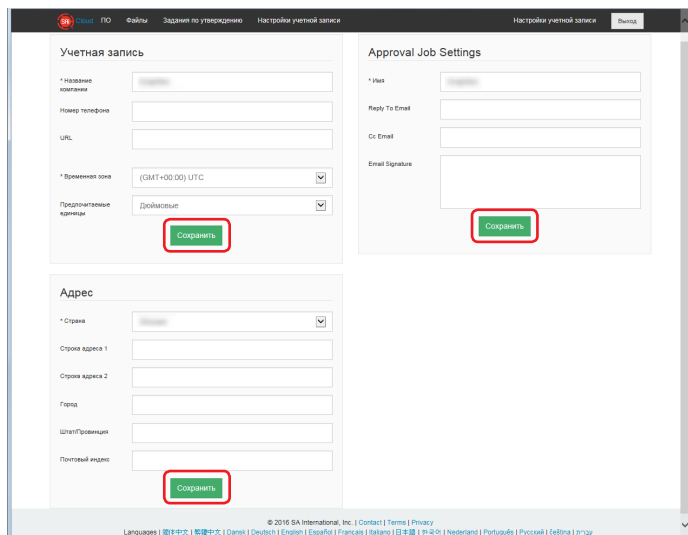 SAi Cloud ПО Файлы Задания по утверждению Настройки учетной записи Настройки учетной записи Выход
Учетная запись
* Название компании
Номер телефона
URL
* Временная зона (GMT+00:00) UTC
Предпочитаемые единицы Дюймовые
Сохранить
Approval Job Settings
* Имя
Reply To Email
Cc Email
Email Signature
Сохранить
Адрес
* Страна
Строка адреса 1
Строка адреса 2
Город
Штат/Провинция
Почтовый индекс
Сохранить
© 2016 SA International, Inc. | Contact | Terms | Privacy
Languages | 简体中文 | 繁體中文 | Dansk | Deutsch | English | Español | Français | Italiano | 日本語 | 한국어 | Nederland | Português | Русский | čeština | עברית